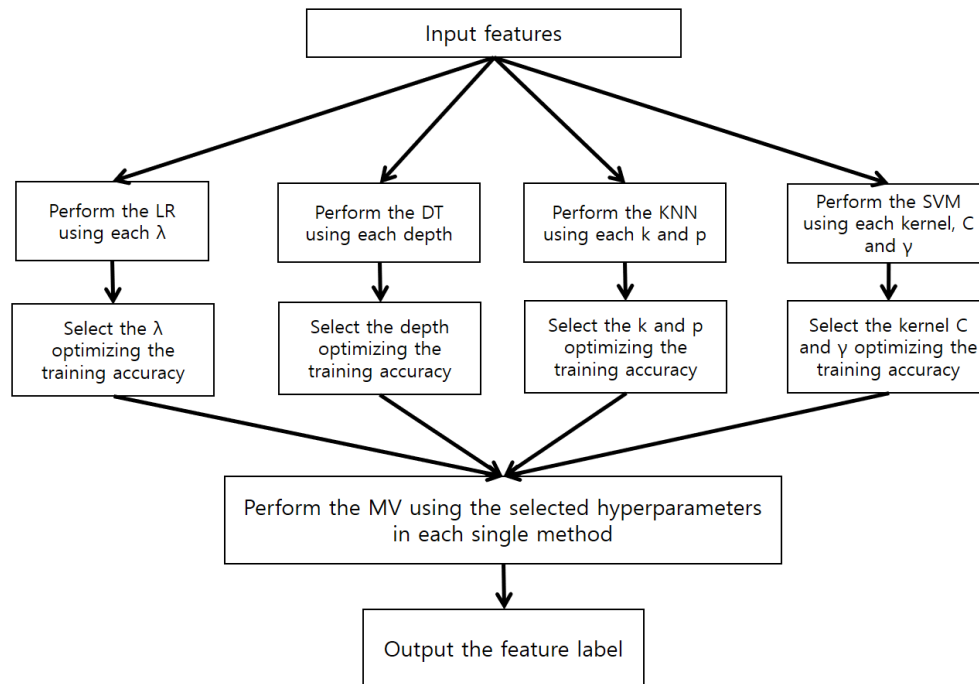 Input features
Perform the LR
using each λ
Perform the DT
using each depth
Perform the KNN
using each k and p
Perform the SVM
using each kernel, C
and γ
Select the λ
optimizing the
training accuracy
Select the depth
optimizing the
training accuracy
Select the k and p
optimizing the
training accuracy
Select the kernel C
and γ optimizing the
training accuracy
Perform the MV using the selected hyperparameters
in each single method
Output the feature label